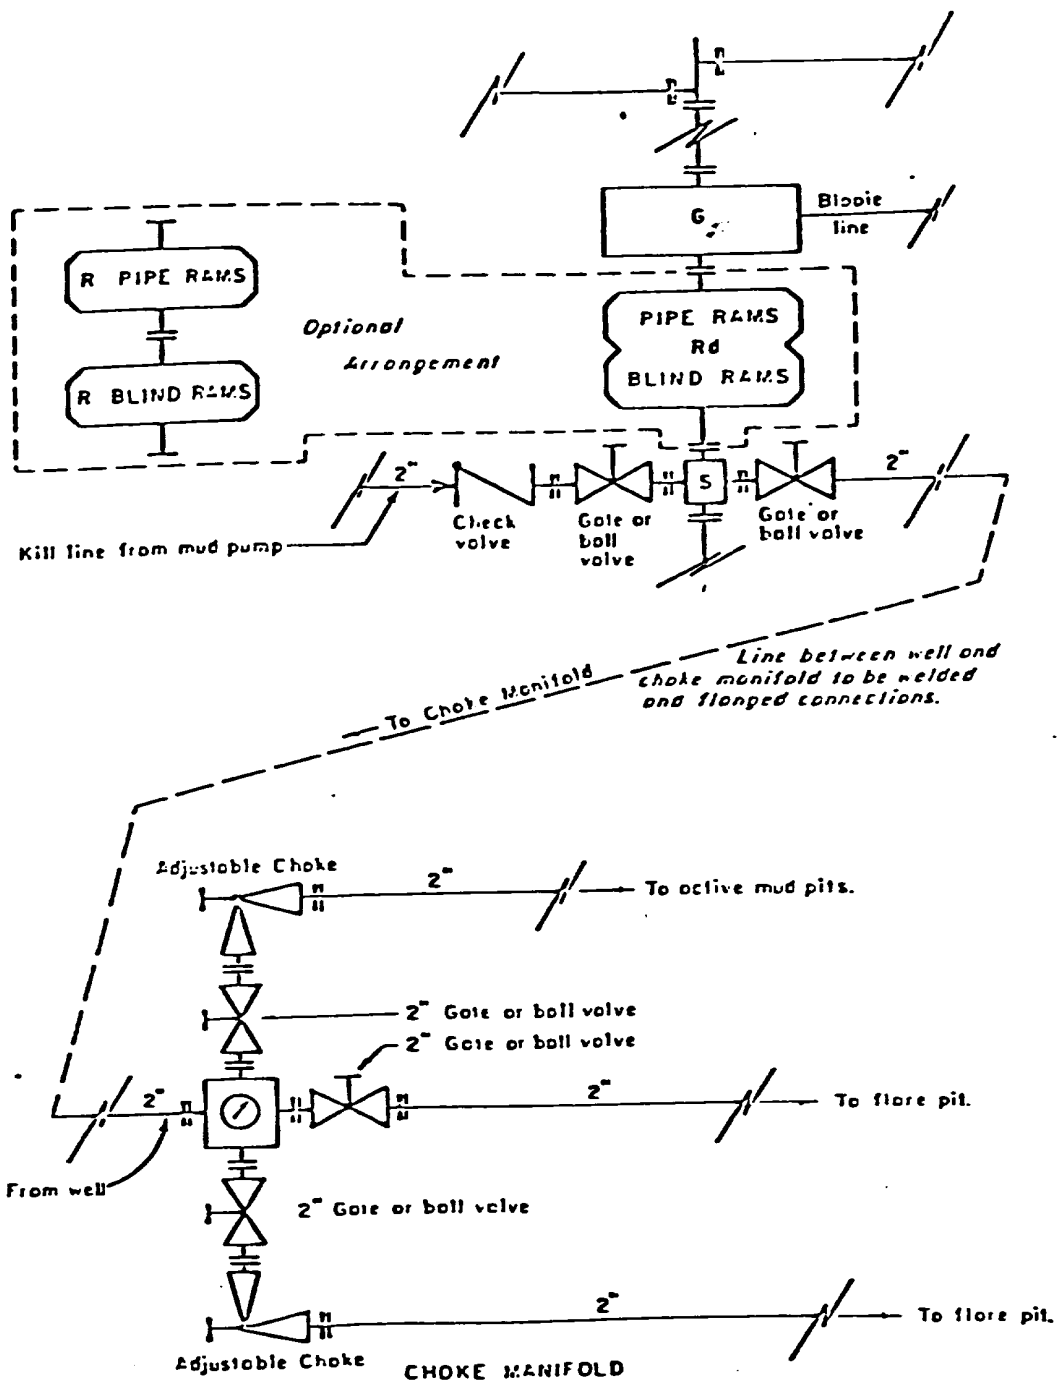 G
Blooie
line
R PIPE RAMS
Optional
Arrangement
R BLIND RAMS
PIPE RAMS
Rd
BLIND RAMS
2"
S
2"
Check
valve
Gate or
ball
valve
Gate or
ball valve
Kill line from mud pump
Line between well and
choke manifold to be welded
and flanged connections.
To Choke Manifold
Adjustable Choke
2"
To active mud pits.
2" Gate or ball valve
2" Gate or ball valve
2"
2"
To flare pit.
From well
2" Gate or ball valve
2"
To flare pit.
Adjustable Choke
CHOKE MANIFOLD